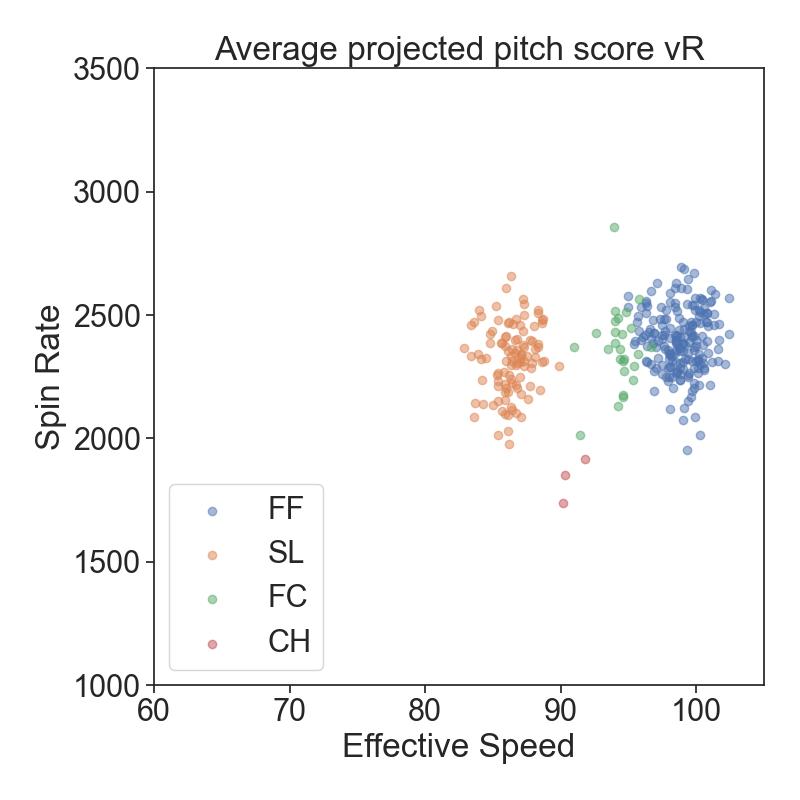 Average projected pitch score vR
3500
3000
2500
2000
1500
1000
Spin Rate
FF
SL
FC
CH
60 70 80 90 100
Effective Speed